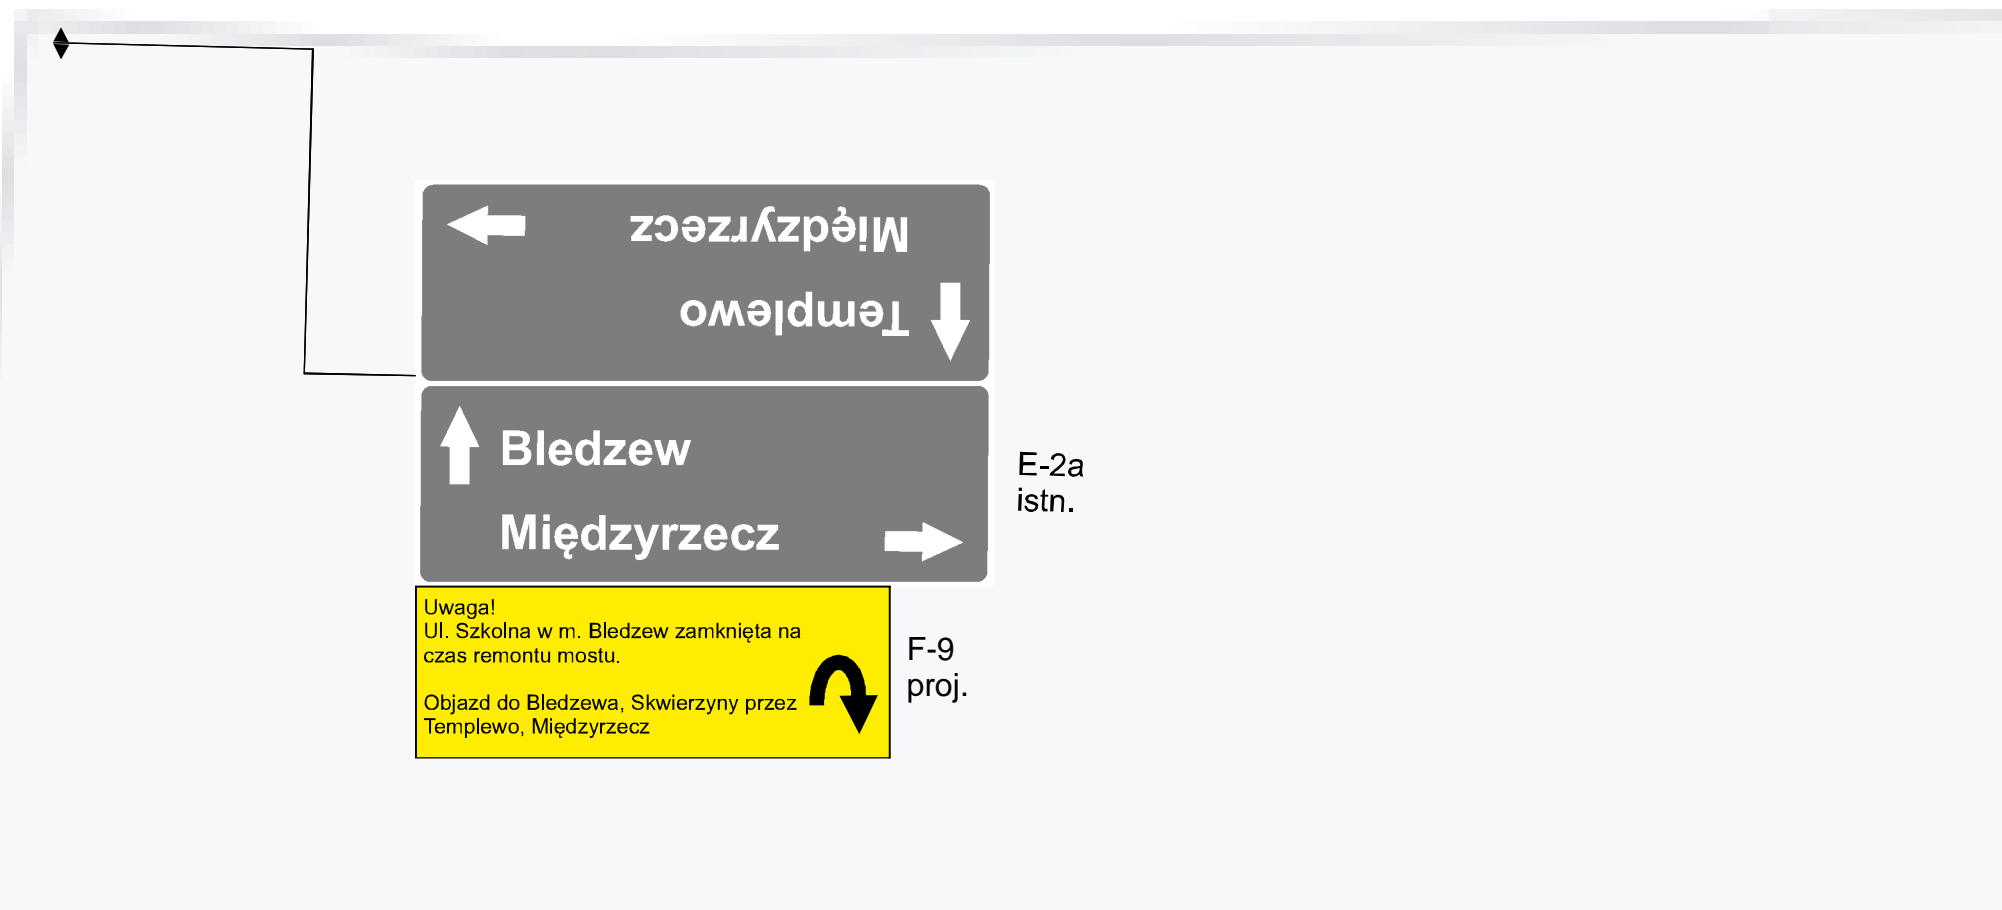 Międzyrzecz
Templewo
Bledzew
Międzyrzecz
E-2a
istn.
Uwaga!
Ul. Szkolna w m. Bledzew zamknięta na
czas remontu mostu.
Objazd do Bledzewa, Skwierzyny przez
Templewo, Międzyrzecz
F-9
proj.